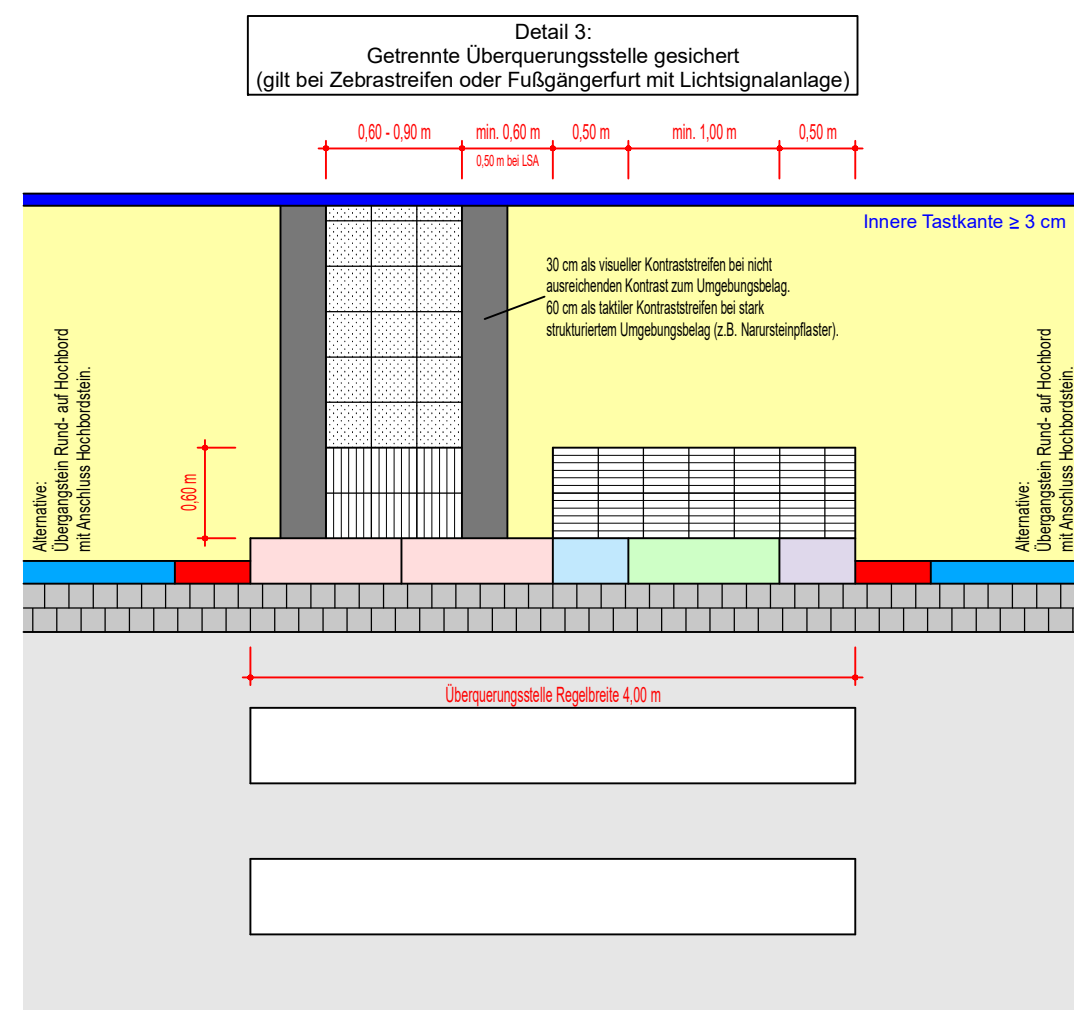 Detail 3:
Getrennte Überquerungsstelle gesichert
(gilt bei Zebrastreifen oder Fußgängerfurt mit Lichtsignalanlage)
0,60 - 0,90 m
min. 0,60 m
0,50 m
min. 1,00 m
0,50 m
0,50 m bei LSA
Innere Tastkante ≥ 3 cm
30 cm als visueller Kontraststreifen bei nicht
ausreichenden Kontrast zum Umgebungsbelag.
60 cm als taktiler Kontraststreifen bei stark
strukturiertem Umgebungsbelag (z.B. Narursteinpflaster).
Alternative:
Übergangstein Rund- auf Hochbord
mit Anschluss Hochbordstein.
0,60 m
Alternative:
Übergangstein Rund- auf Hochbord
mit Anschluss Hochbordstein.
Überquerungsstelle Regelbreite 4,00 m